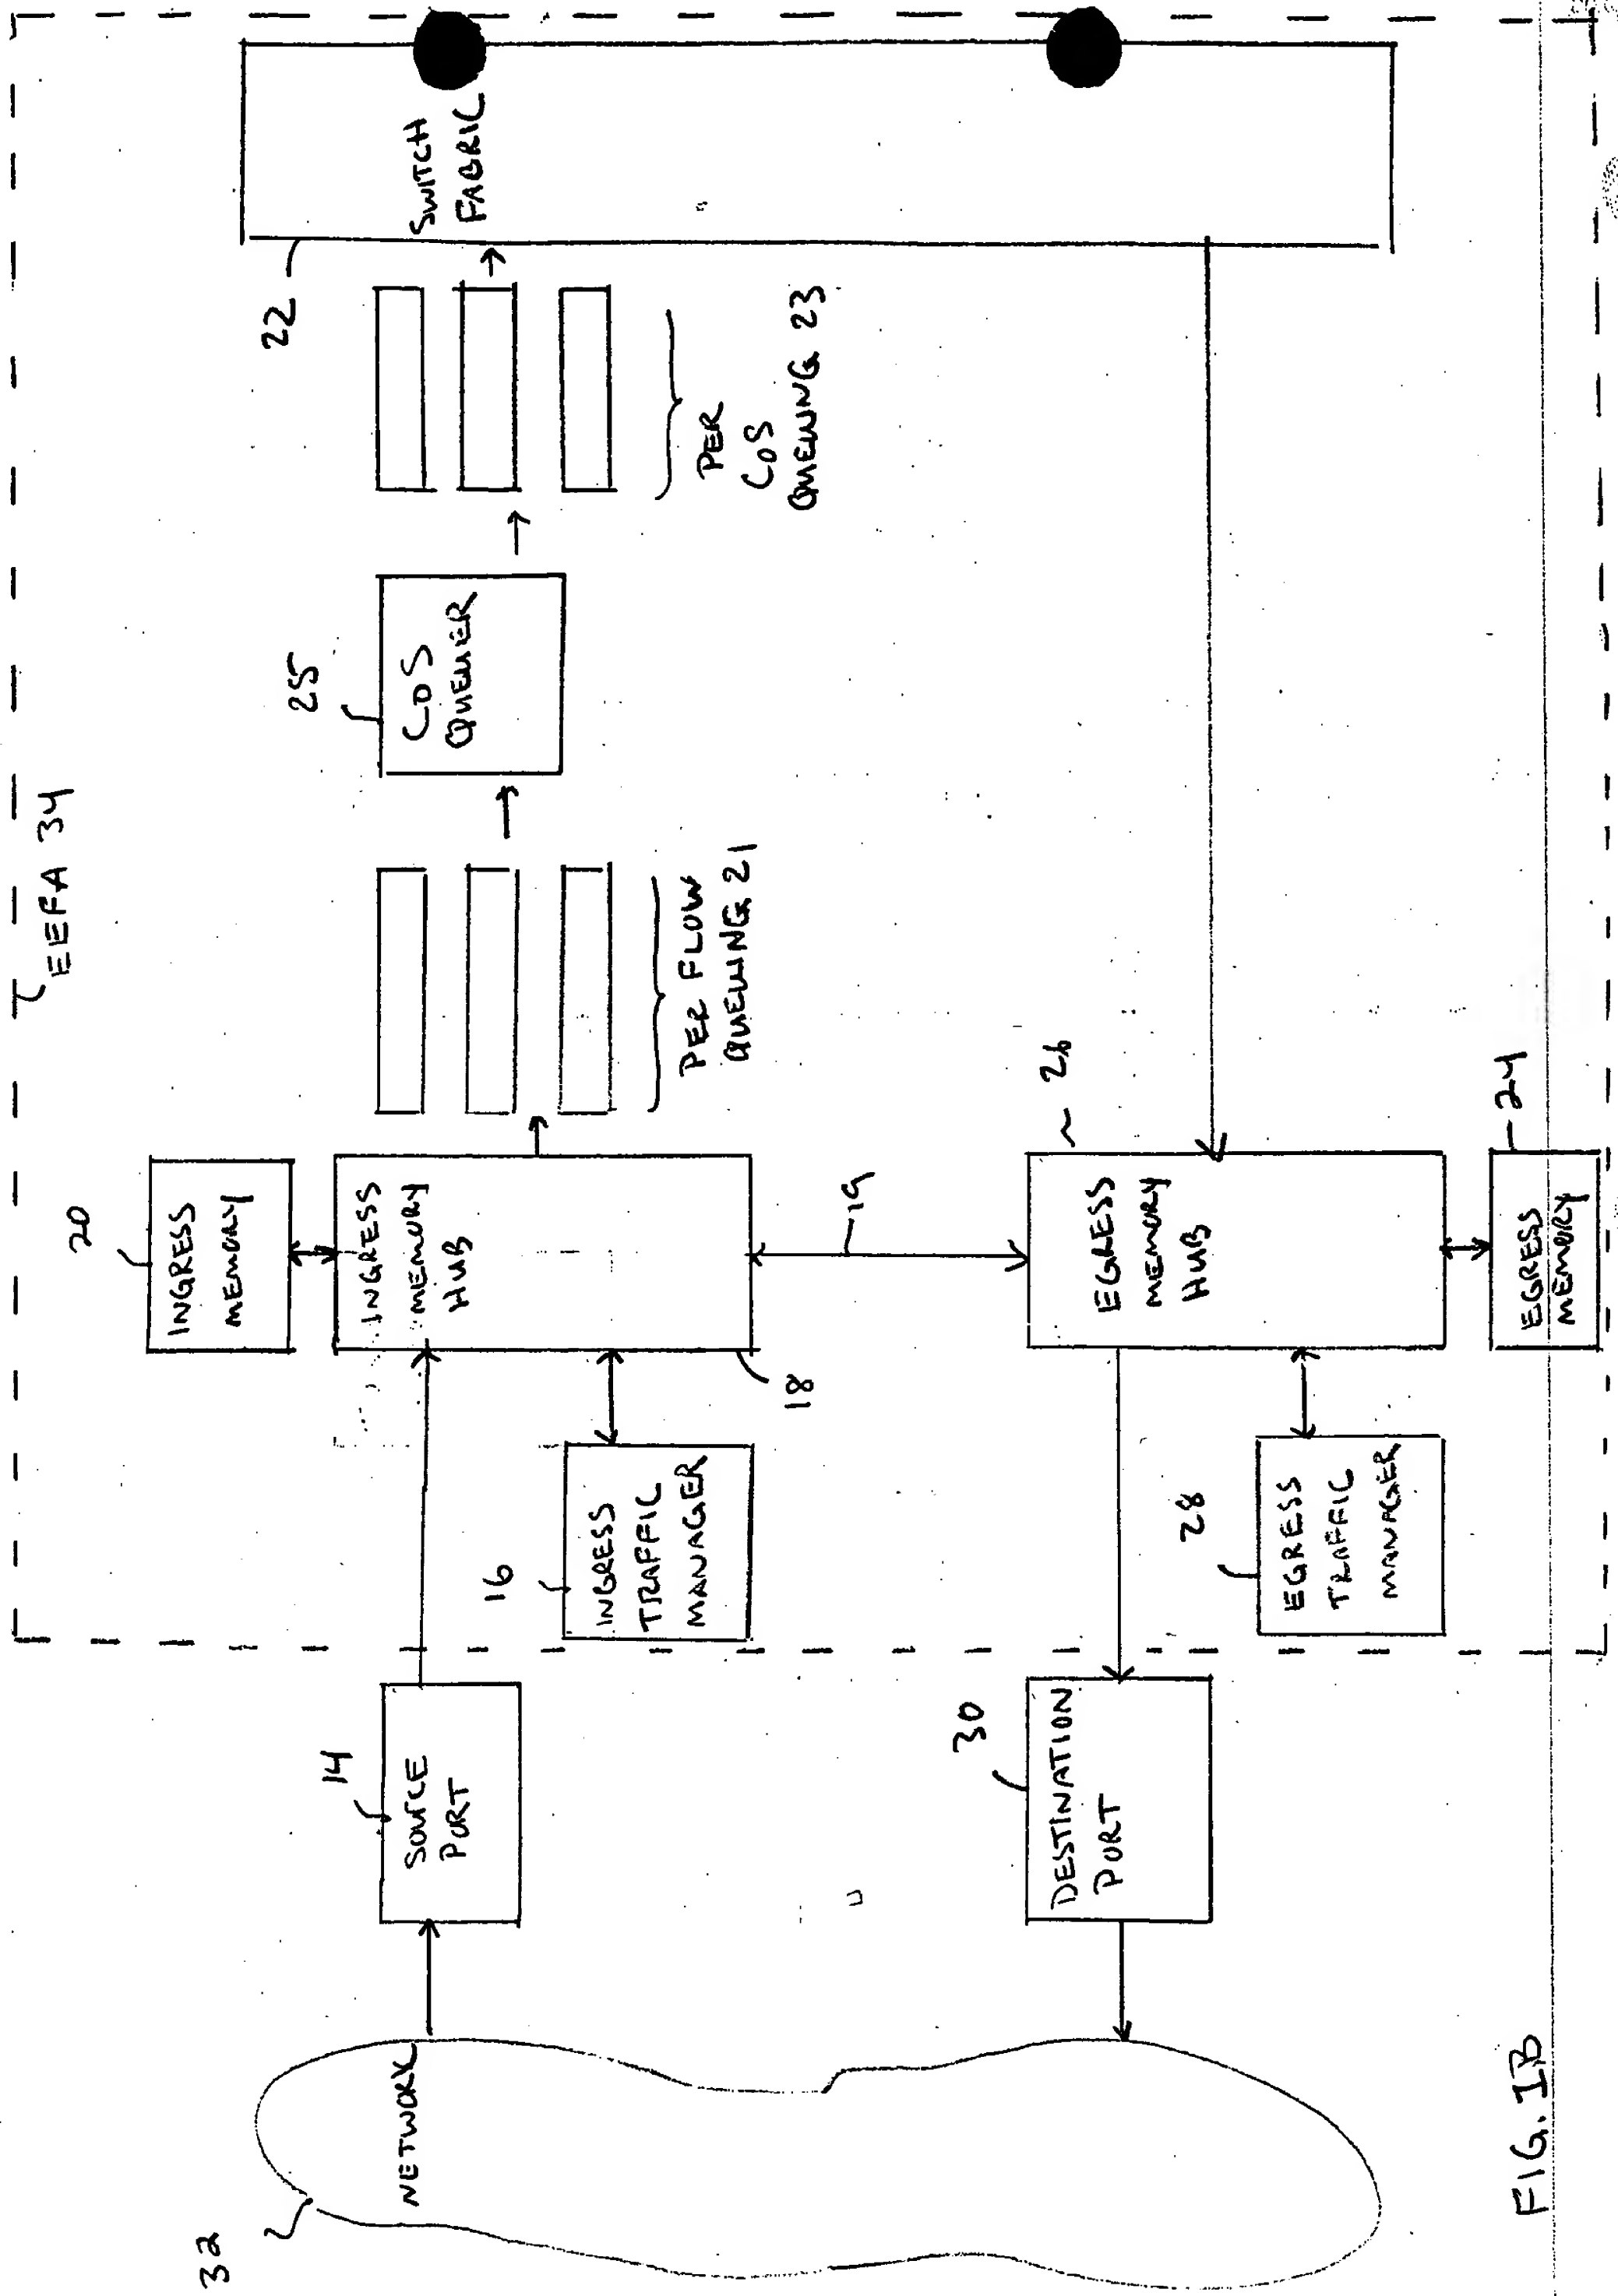 EEFA 34
20
INGRESS
MEMORY
INGRESS
MEMORY
HUB
18
16
INGRESS
TRAFFIC
MANAGER
14
SOURCE
PORT
32
NETWORK
PER FLOW
QUEUING 21
25
COS
QUEUER
PER
COS
QUEUING 23
22
SWITCH
FABRIC
19
26
EGRESS
MEMORY
HUB
24
EGRESS
MEMORY
28
EGRESS
TRAFFIC
MANAGER
30
DESTINATION
PORT
FIG. 1B